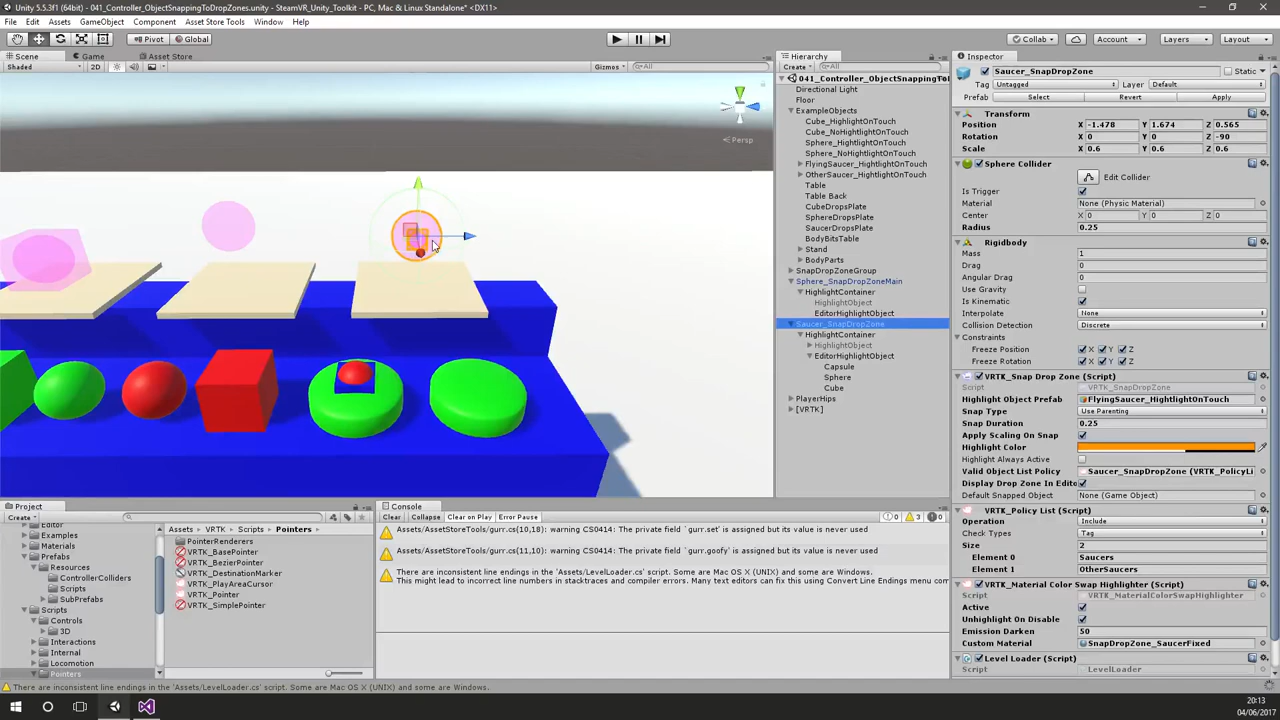 Unity 5.5.3f1 (64bit) - 041_Controller_ObjectSnappingToDropZones.unity - SteamVR_Unity_Toolkit - PC, Mac & Linux Standalone* <DX11>
File Edit Assets GameObject Component Asset Store Tools Window Help
Pivot Global Collab Account Layers Layout
Scene Game Asset Store
Shaded 2D Gizmos All
Persp
Hierarchy
Create All
041_Controller_ObjectSnappingTo
Directional Light
Floor
ExampleObjects
Cube_HighlightOnTouch
Cube_NoHighlightOnTouch
Sphere_HightlightOnTouch
Sphere_NoHightlightOnTouch
FlyingSaucer_HightlightOnTouch
OtherSaucer_HightlightOnTouch
Table
Table Back
CubeDropsPlate
SphereDropsPlate
SaucerDropsPlate
BodyBitsTable
Stand
BodyParts
SnapDropZoneGroup
Sphere_SnapDropZoneMain
HighlightContainer
HighlightObject
EditorHighlightObject
Saucer_SnapDropZone
HighlightContainer
HighlightObject
EditorHighlightObject
Capsule
Sphere
Cube
PlayerHips
[VRTK]
Inspector
Saucer_SnapDropZone Static
Tag Untagged Layer Default
Prefab Select Revert Apply
Transform
Position X -1.478 Y 1.674 Z 0.565
Rotation X 0 Y 0 Z -90
Scale X 0.6 Y 0.6 Z 0.6
Sphere Collider
Edit Collider
Is Trigger
Material None (Physic Material)
Center X 0 Y 0 Z 0
Radius 0.25
Rigidbody
Mass 1
Drag 0
Angular Drag 0
Use Gravity
Is Kinematic
Interpolate None
Collision Detection Discrete
Constraints
Freeze Position X Y Z
Freeze Rotation X Y Z
VRTK_Snap Drop Zone (Script)
Script VRTK_SnapDropZone
Highlight Object Prefab FlyingSaucer_HightlightOnTouch
Snap Type Use Parenting
Snap Duration 0.25
Apply Scaling On Snap
Highlight Color
Highlight Always Active
Valid Object List Policy Saucer_SnapDropZone (VRTK_PolicyLi
Display Drop Zone In Edito
Default Snapped Object None (Game Object)
VRTK_Policy List (Script)
Operation Include
Check Types Tag
Size 2
Element 0 Saucers
Element 1 OtherSaucers
VRTK_Material Color Swap Highlighter (Script)
Script VRTK_MaterialColorSwapHighlighter
Active
Unhighlight On Disable
Emission Darken 50
Custom Material SnapDropZone_SaucerFixed
Level Loader (Script)
Script LevelLoader
Project
Create
Editor
Examples
Materials
Prefabs
Resources
ControllerColliders
Scripts
SubPrefabs
Scripts
Controls
3D
Interactions
Internal
Locomotion
Pointers
Assets VRTK Scripts Pointers
PointerRenderers
VRTK_BasePointer
VRTK_BezierPointer
VRTK_DestinationMarker
VRTK_PlayAreaCursor
VRTK_Pointer
VRTK_SimplePointer
Console
Clear Clear on Play Error Pause 0 3 0
Assets/AssetStoreTools/gurr.cs(10,18): warning CS0414: The private field `gurr.set' is assigned but its value is never used
Assets/AssetStoreTools/gurr.cs(11,10): warning CS0414: The private field `gurr.goofy' is assigned but its value is never used
There are inconsistent line endings in the 'Assets/LevelLoader.cs' script. Some are Mac OS X (UNIX) and some are Windows.
This might lead to incorrect line numbers in stacktraces and compiler errors. Many text editors can fix this using Convert Line Endings menu com
There are inconsistent line endings in the 'Assets/LevelLoader.cs' script. Some are Mac OS X (UNIX) and some are Windows.
20:13
04/06/2017